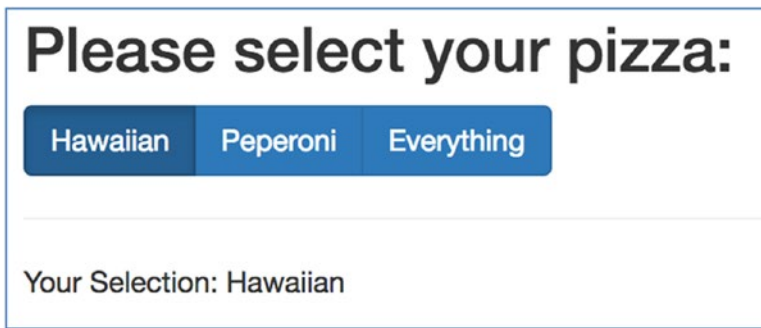 Please select your pizza:
Hawaiian Peperoni Everything
Your Selection: Hawaiian